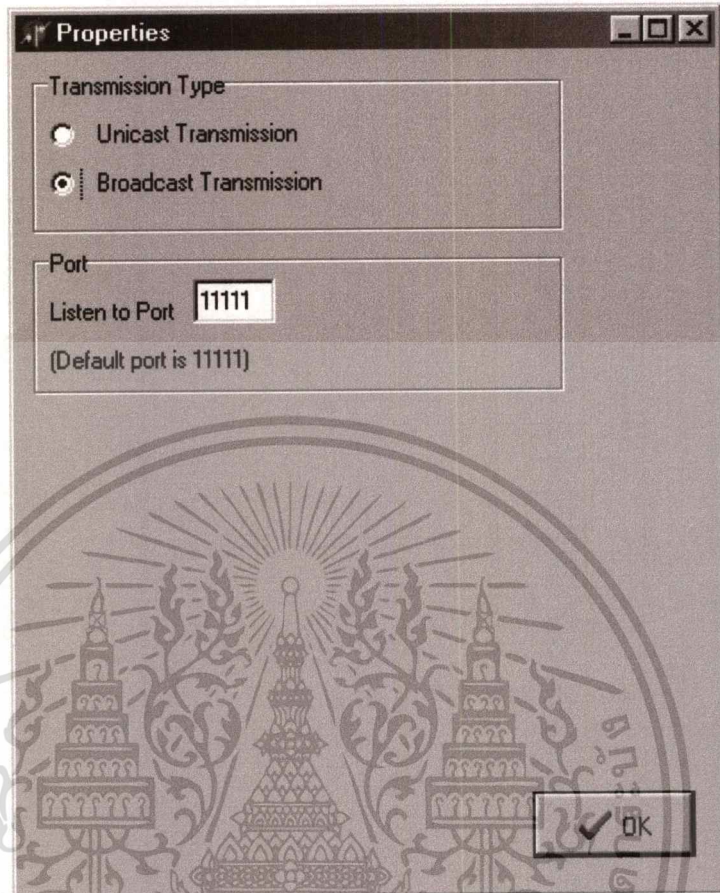 Properties
Transmission Type
Unicast Transmission
Broadcast Transmission
Port
Listen to Port 11111
(Default port is 11111)
OK